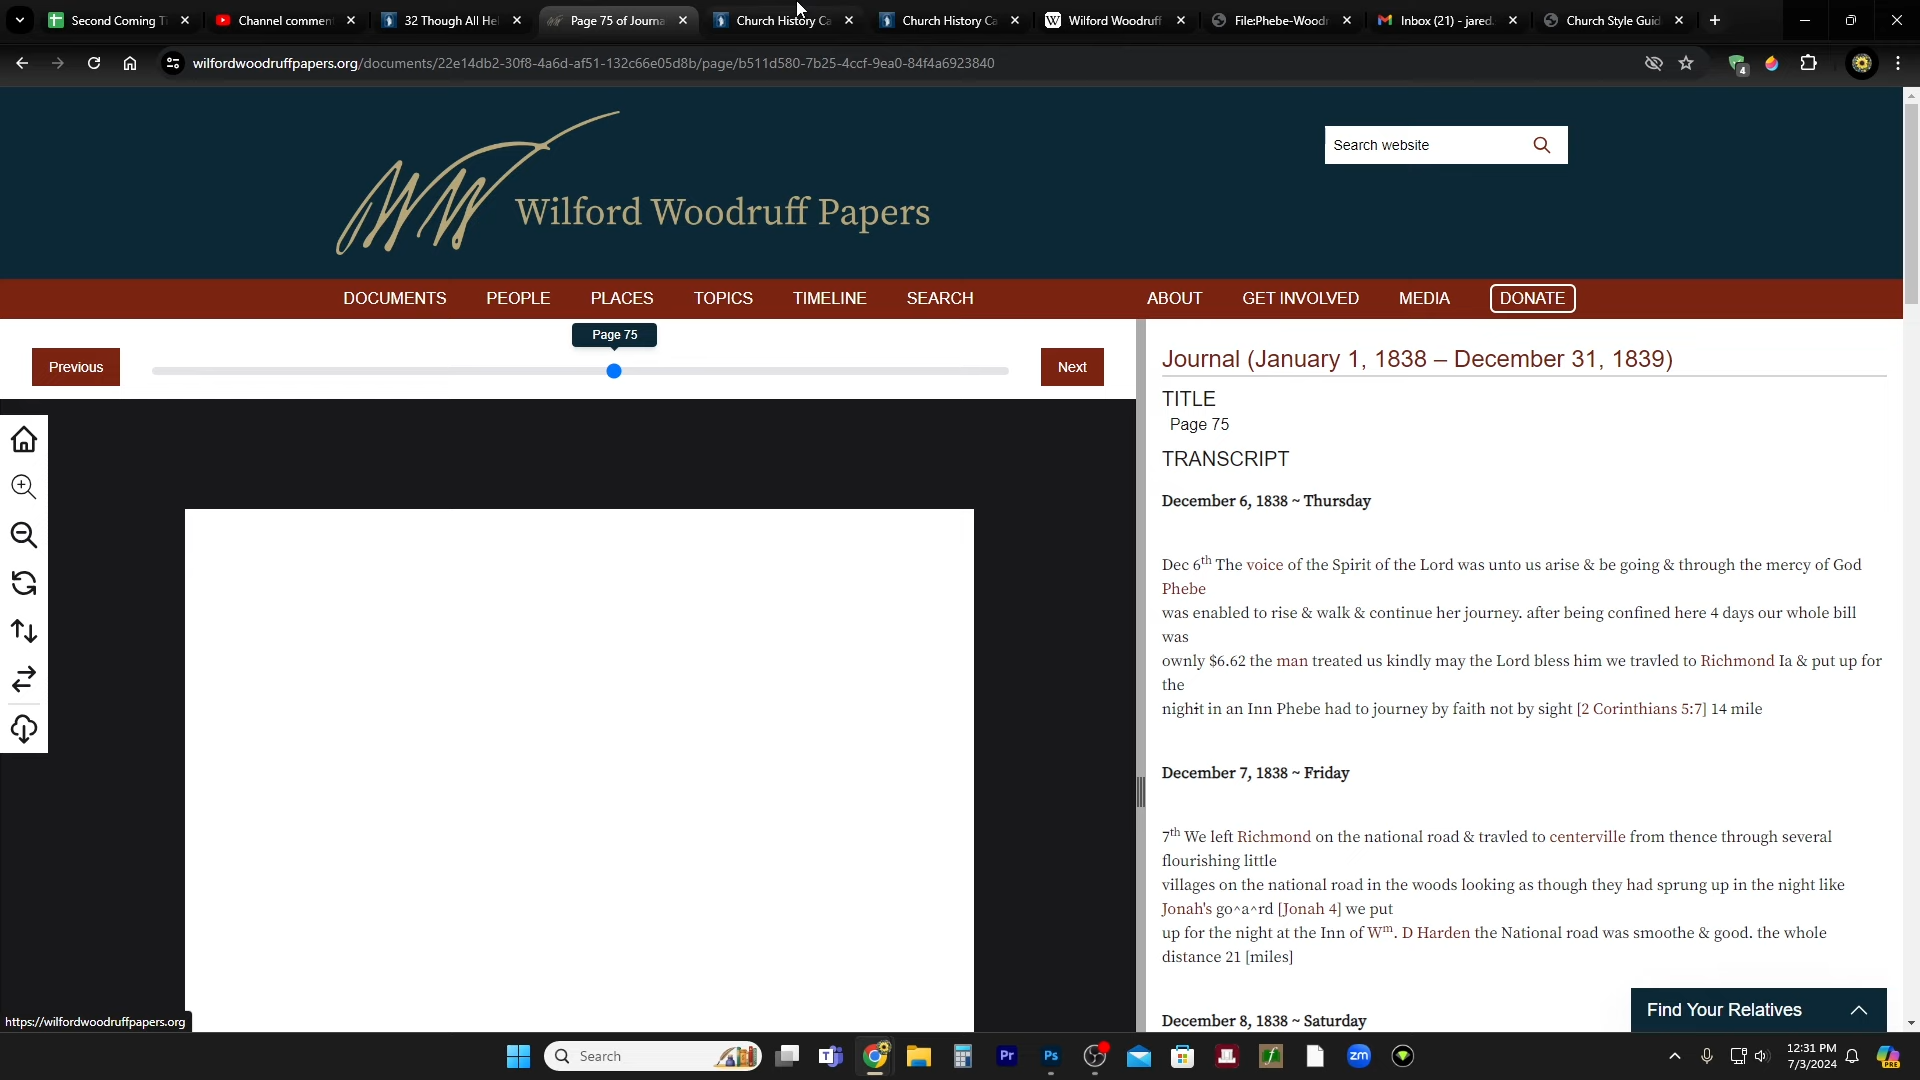 Second Coming T
Channel commen
32 Though All He
Page 75 of Journa
Church History Ca
Church History Ca
Wilford Woodruff
File:Phebe-Woodr
Inbox (21) - jared.
Church Style Guid
wilfordwoodruffpapers.org/documents/22e14db2-30f8-4a6d-af51-132c66e05d8b/page/b511d580-7b25-4ccf-9ea0-84f4a6923840
4
Wilford Woodruff Papers
Search website
DOCUMENTS PEOPLE PLACES TOPICS TIMELINE SEARCH ABOUT GET INVOLVED MEDIA DONATE
Page 75
Previous
Next
Journal (January 1, 1838 – December 31, 1839)
TITLE
Page 75
TRANSCRIPT
December 6, 1838 ~ Thursday
Dec 6th The voice of the Spirit of the Lord was unto us arise & be going & through the mercy of God
Phebe
was enabled to rise & walk & continue her journey. after being confined here 4 days our whole bill
was
ownly $6.62 the man treated us kindly may the Lord bless him we travled to Richmond Ia & put up for
the
night in an Inn Phebe had to journey by faith not by sight [2 Corinthians 5:7] 14 mile
December 7, 1838 ~ Friday
7th We left Richmond on the national road & travled to centerville from thence through several
flourishing little
villages on the national road in the woods looking as though they had sprung up in the night like
Jonah's go^a^rd [Jonah 4] we put
up for the night at the Inn of Wm. D Harden the National road was smoothe & good. the whole
distance 21 [miles]
December 8, 1838 ~ Saturday
Find Your Relatives
https://wilfordwoodruffpapers.org
Search
Pr
Ps
zm
12:31 PM
7/3/2024
PRE